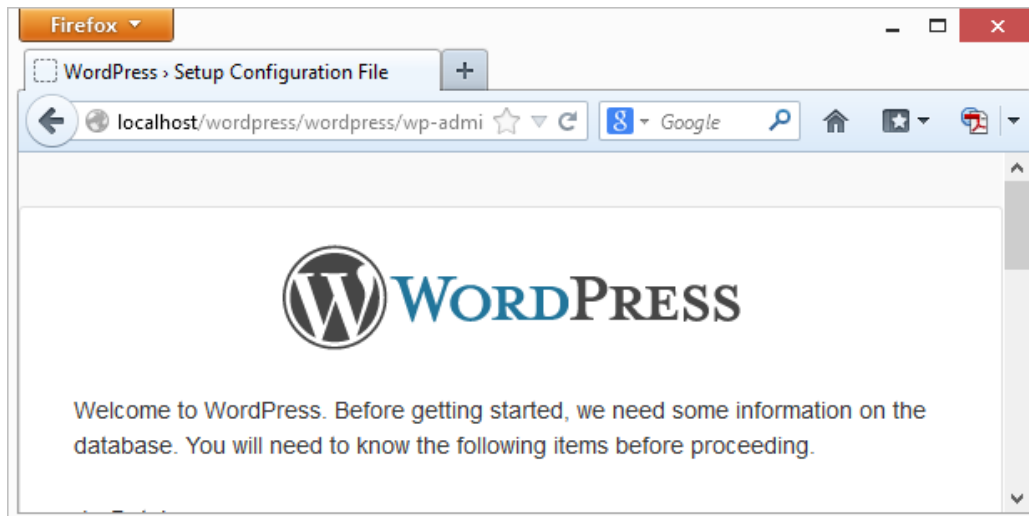 Firefox
WordPress › Setup Configuration File
localhost/wordpress/wordpress/wp-admi
Google
WORDPRESS
Welcome to WordPress. Before getting started, we need some information on the
database. You will need to know the following items before proceeding.